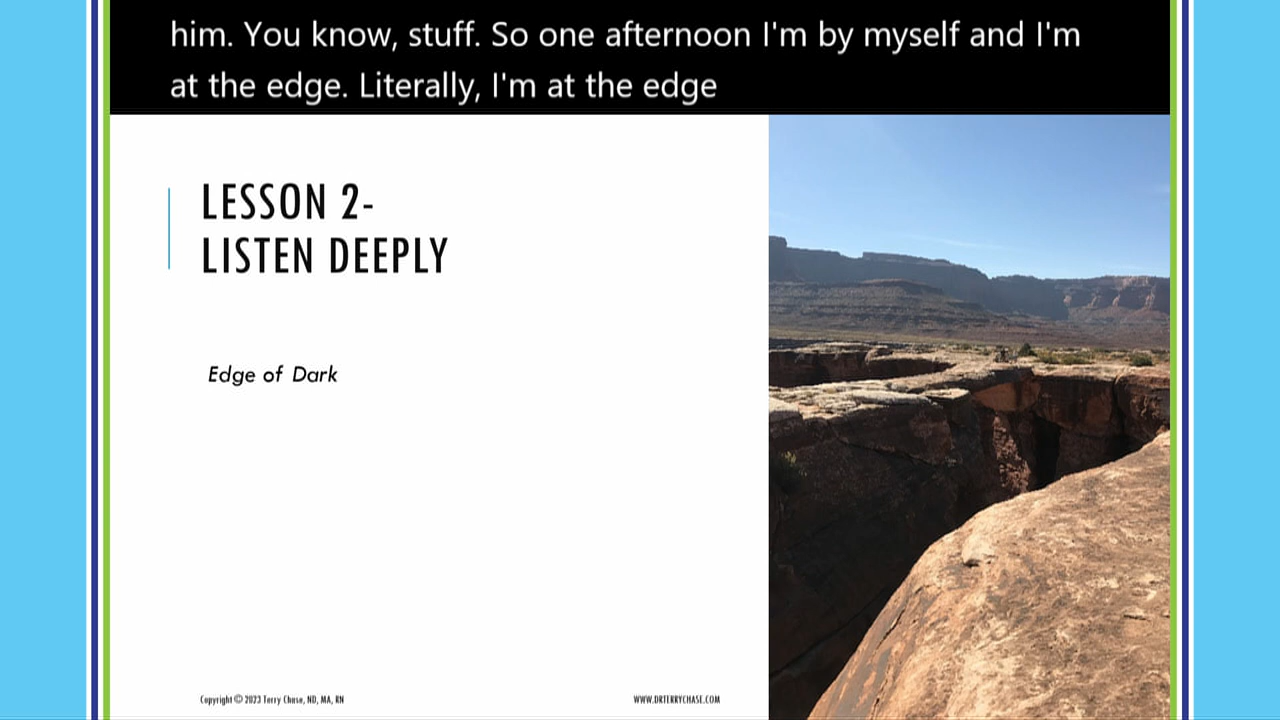 him. You know, stuff. So one afternoon I'm by myself and I'm
at the edge. Literally, I'm at the edge
LESSON 2-
LISTEN DEEPLY
Edge of Dark
Copyright © 2023 Terry Chase, ND, MA, RN
WWW.DRTERRYCHASE.COM